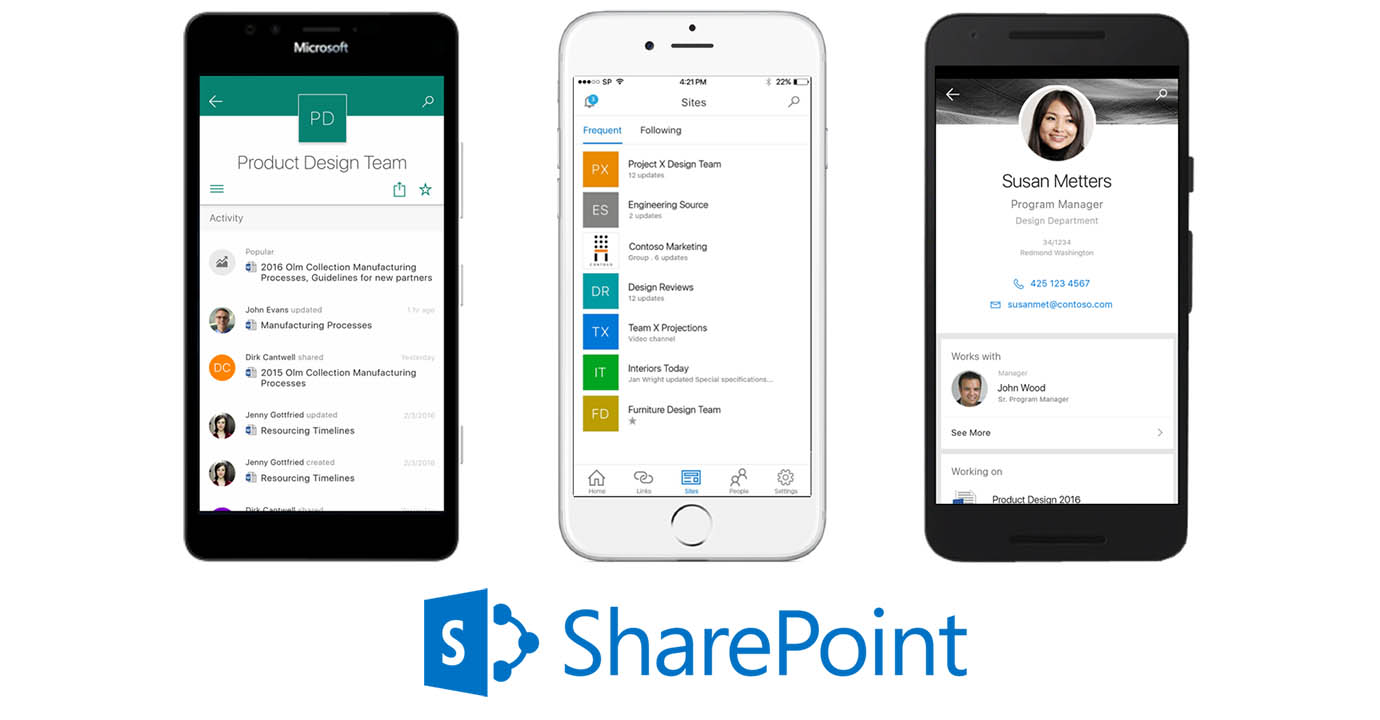 Microsoft
PD
Product Design Team
Activity
Popular
2016 Olm Collection Manufacturing
Processes, Guidelines for new partners
John Evans updated 1 hr ago
Manufacturing Processes
Dirk Cantwell shared Yesterday
DC
2015 Olm Collection Manufacturing
Processes
Jenny Gottfried updated 2/3/2016
Resourcing Timelines
Jenny Gottfried created 2/3/2016
Resourcing Timelines
Dirk Cantwell shared
SP 4:21PM 22%
3
Sites
Frequent Following
PX
Project X Design Team
12 updates
ES
Engineering Source
2 updates
CONTOSO
Contoso Marketing
Group . 6 updates
DR
Design Reviews
12 updates
TX
Team X Projections
Video channel
IT
Interiors Today
Jan Wright updated Special specifications...
FD
Furniture Design Team
Home Links Sites People Settings
Susan Metters
Program Manager
Design Department
34/1234
Redmond Washington
425 123 4567
susanmet@contoso.com
Works with
Manager
John Wood
Sr. Program Manager
See More
Working on
Product Design 2016
S SharePoint